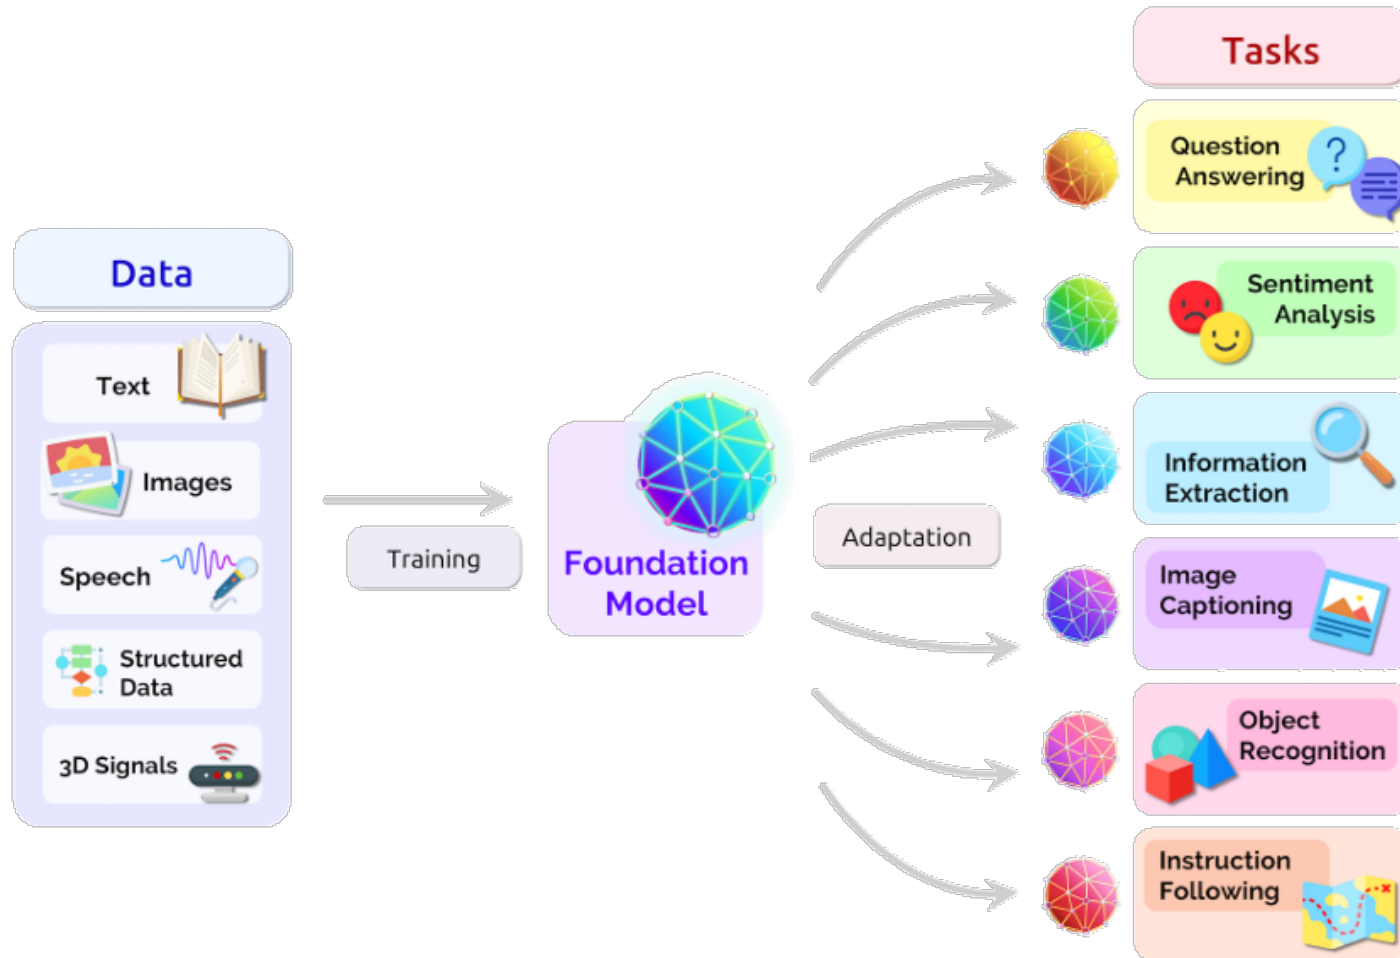 Data
Text
Images
Speech
Structured
Data
3D Signals
Training
Foundation
Model
Adaptation
Tasks
Question
Answering
?
Sentiment
Analysis
Information
Extraction
Image
Captioning
Object
Recognition
Instruction
Following